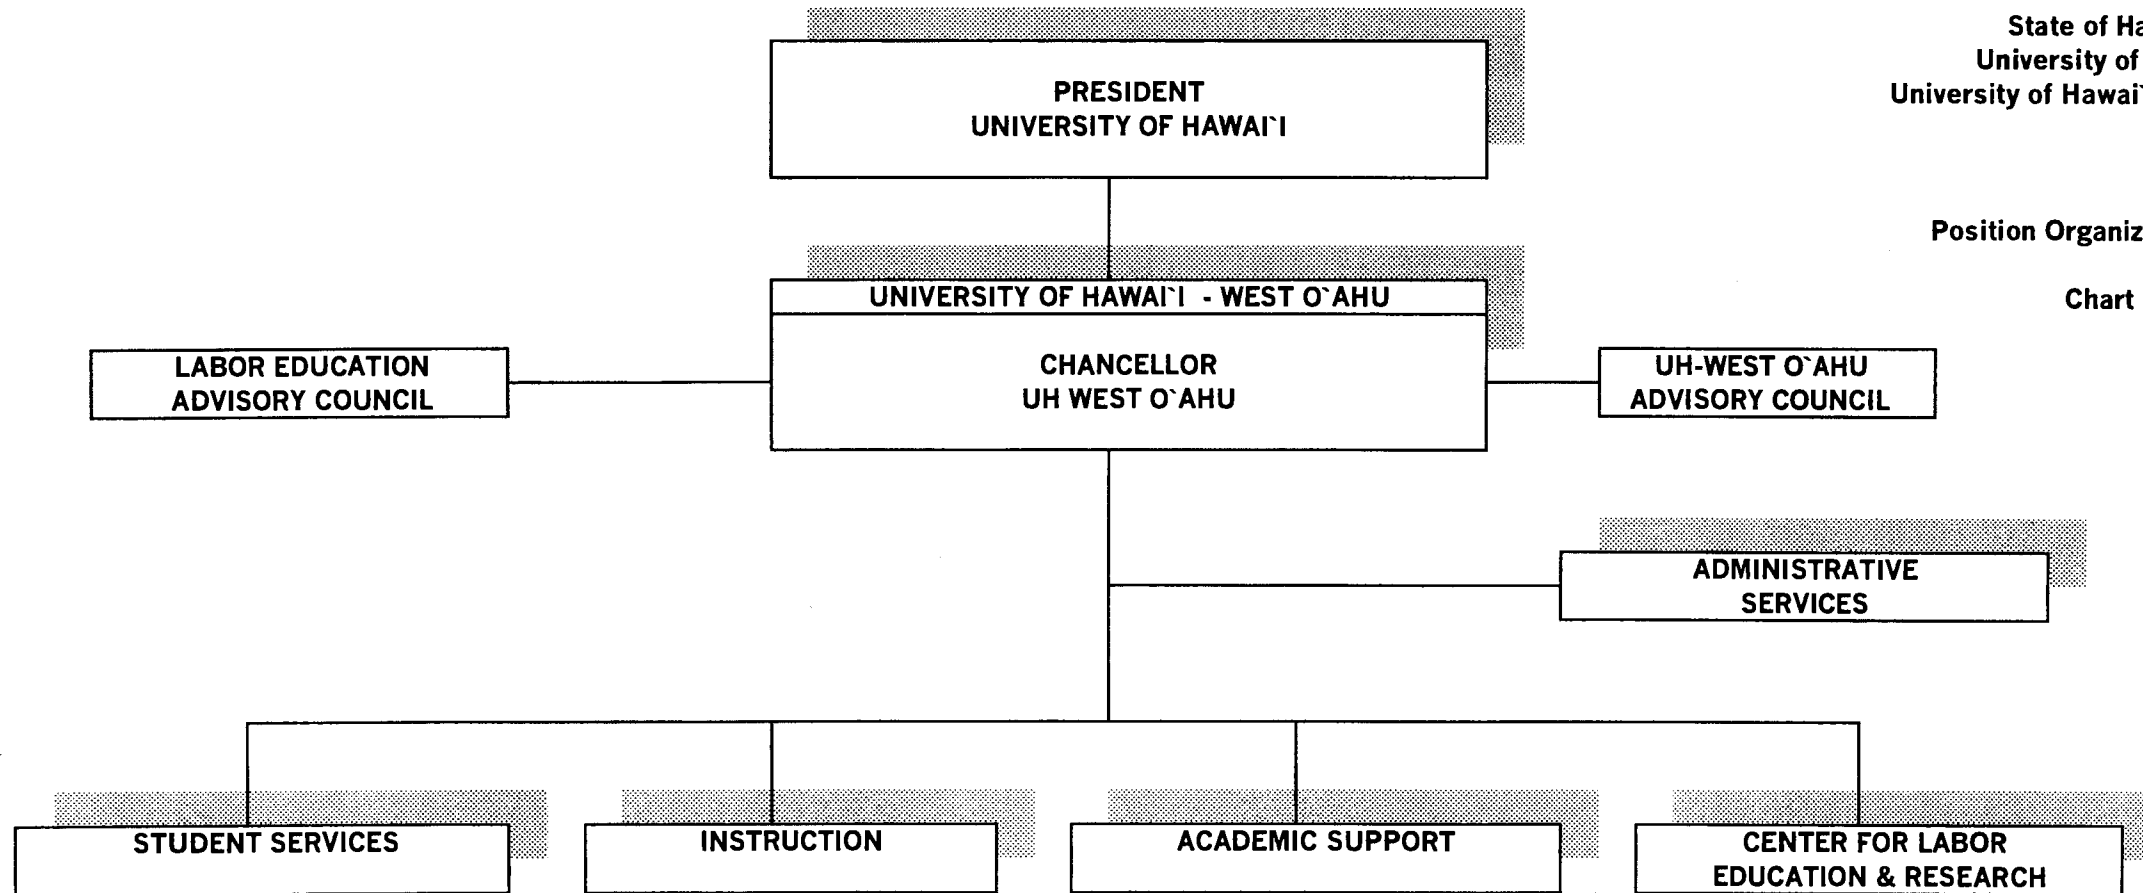 State of
University of
University of Hawai`
Position
Chart
PRESIDENT
UNIVERSITY OF HAWAI`I
UNIVERSITY OF HAWAI`I - WEST O`AHU
CHANCELLOR
UH WEST O`AHU
LABOR EDUCATION
ADVISORY COUNCIL
UH-WEST O`AHU
ADVISORY COUNCIL
ADMINISTRATIVE
SERVICES
STUDENT SERVICES
INSTRUCTION
ACADEMIC SUPPORT
CENTER FOR LABOR
EDUCATION & RESEARCH